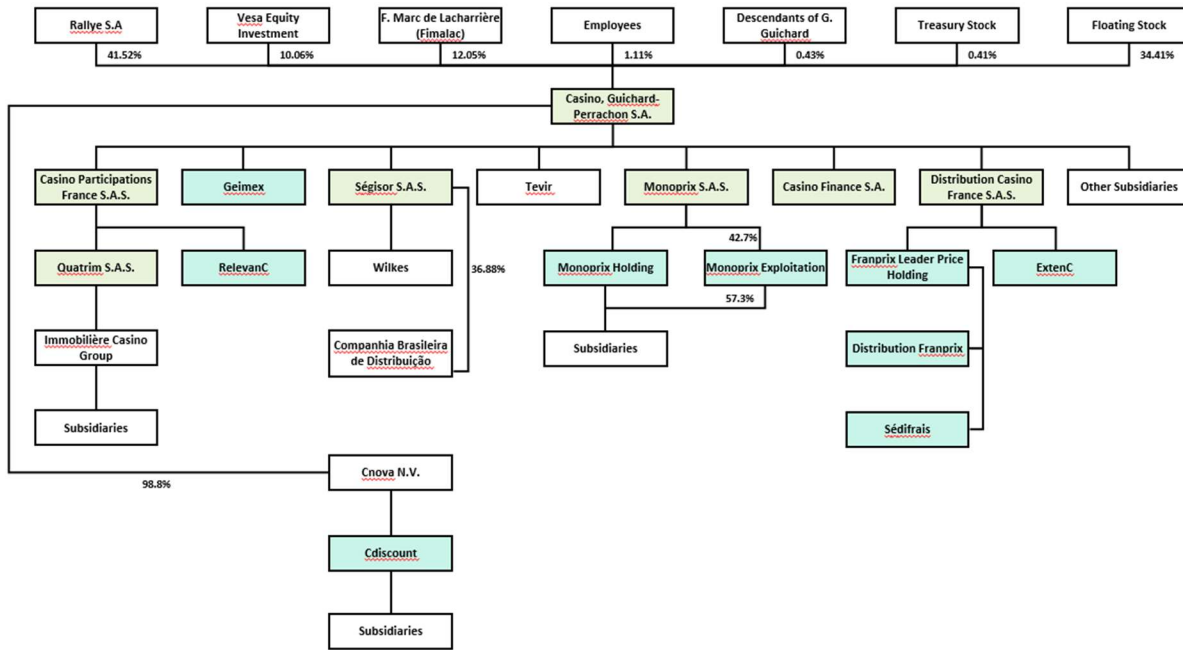 Rallye S.A
Vesa Equity
Investment
F. Marc de Lacharrière
(Fimalac)
Employees
Descendants of G.
Guichard
Treasury Stock
Floating Stock
41.52%
10.06%
12.05%
1.11%
0.43%
0.41%
34.41%
Casino, Guichard-
Perrachon S.A.
Casino Participations
France S.A.S.
Geimex
Ségisor S.A.S.
Tevir
Monoprix S.A.S.
Casino Finance S.A.
Distribution Casino
France S.A.S.
Other Subsidiaries
42.7%
Quatrim S.A.S.
RelevanC
Wilkes
36.88%
Monoprix Holding
Monoprix Exploitation
Franprix Leader Price
Holding
ExtenC
57.3%
Immobilière Casino
Group
Companhia Brasileira
de Distribuição
Subsidiaries
Distribution Franprix
Subsidiaries
Sédifrais
Cnova N.V.
98.8%
Cdiscount
Subsidiaries